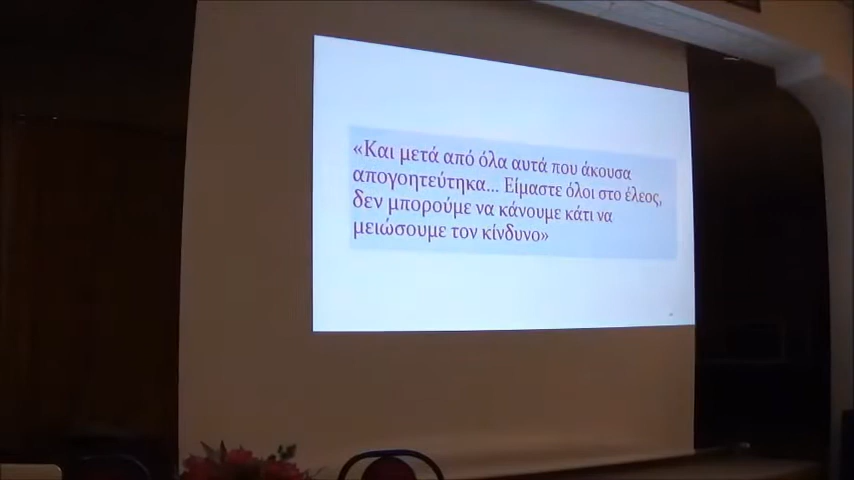 «Και μετά από όλα αυτά που άκουσα
απογοητεύτηκα... Είμαστε όλοι στο έλεος,
δεν μπορούμε να κάνουμε κάτι να
μειώσουμε τον κίνδυνο»